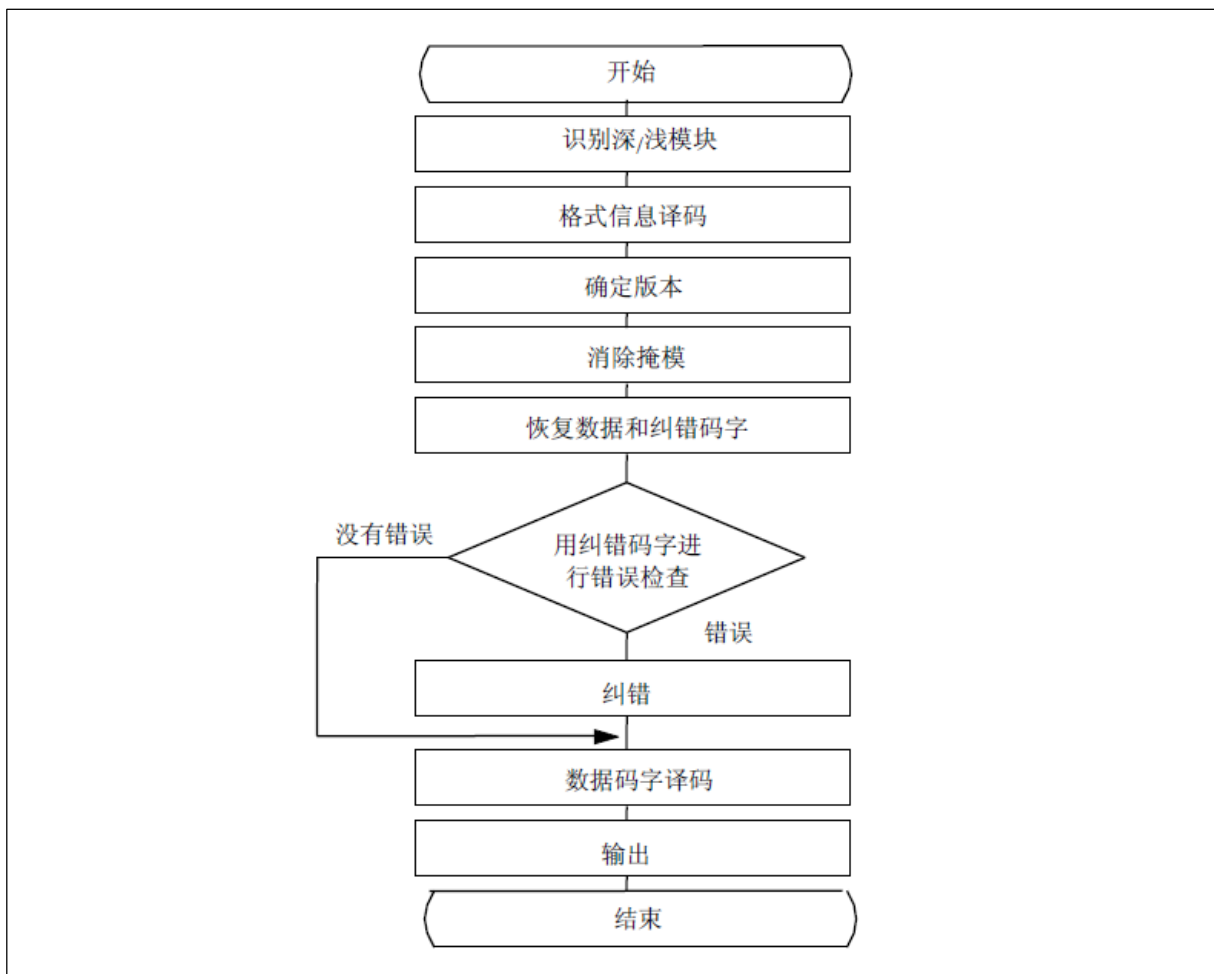 开始
识别深/浅模块
格式信息译码
确定版本
消除掩模
恢复数据和纠错码字
没有错误
用纠错码字进
行错误检查
错误
纠错
数据码字译码
输出
结束